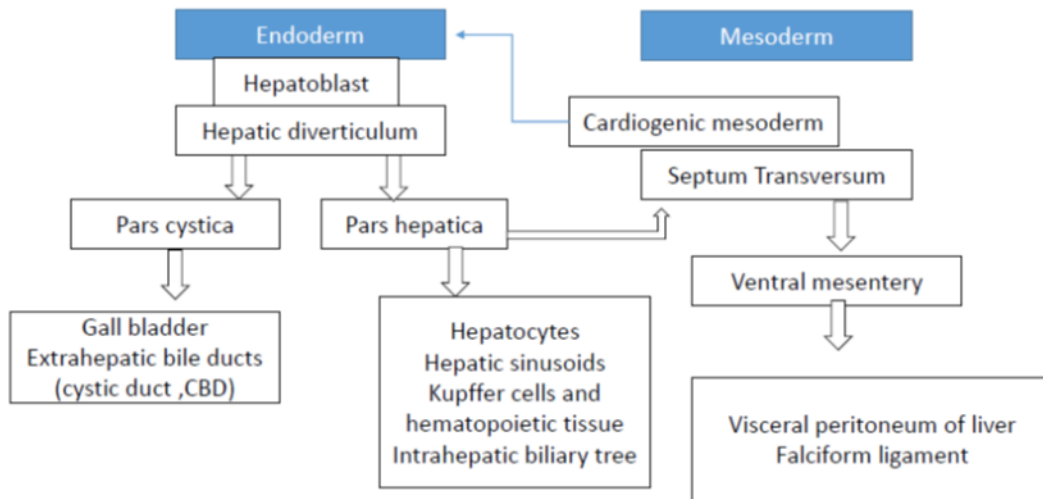 Endoderm
Mesoderm
Hepatoblast
Hepatic diverticulum
Cardiogenic mesoderm
Septum Transversum
Pars cystica
Pars hepatica
Ventral mesentery
Gall bladder
Extrahepatic bile ducts
(cystic duct ,CBD)
Hepatocytes
Hepatic sinusoids
Kupffer cells and
hematopoietic tissue
Intrahepatic biliary tree
Visceral peritoneum of liver
Falciform ligament